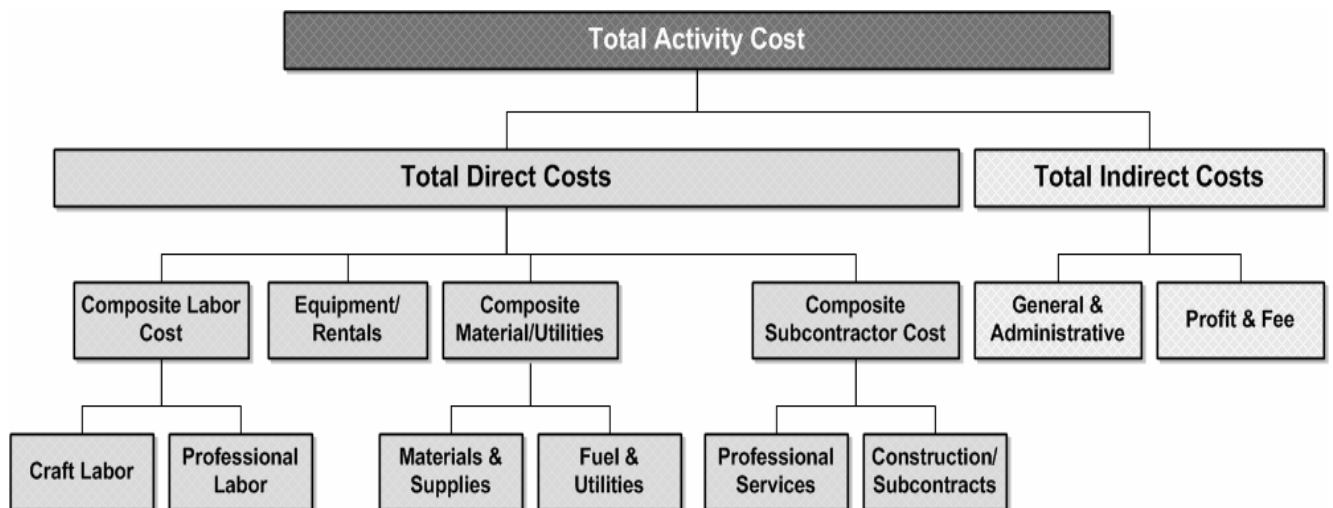 Total Activity Cost
Total Direct Costs
Total Indirect Costs
Composite Labor
Cost
Equipment/
Rentals
Composite
Material/Utilities
Composite
Subcontractor Cost
General &
Administrative
Profit & Fee
Craft Labor
Professional
Labor
Materials &
Supplies
Fuel &
Utilities
Professional
Services
Construction/
Subcontracts